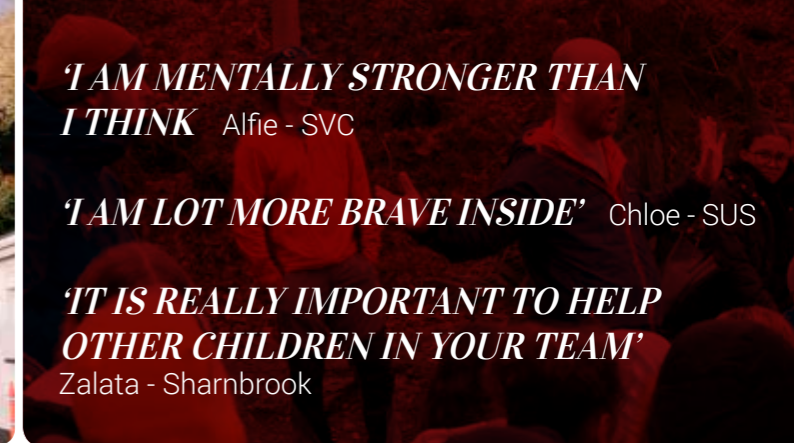 ‘I AM MENTALLY STRONGER THAN
I THINK Alfie - SVC
‘I AM LOT MORE BRAVE INSIDE’ Chloe - SUS
‘IT IS REALLY IMPORTANT TO HELP
OTHER CHILDREN IN YOUR TEAM’
Zalata - Sharnbrook